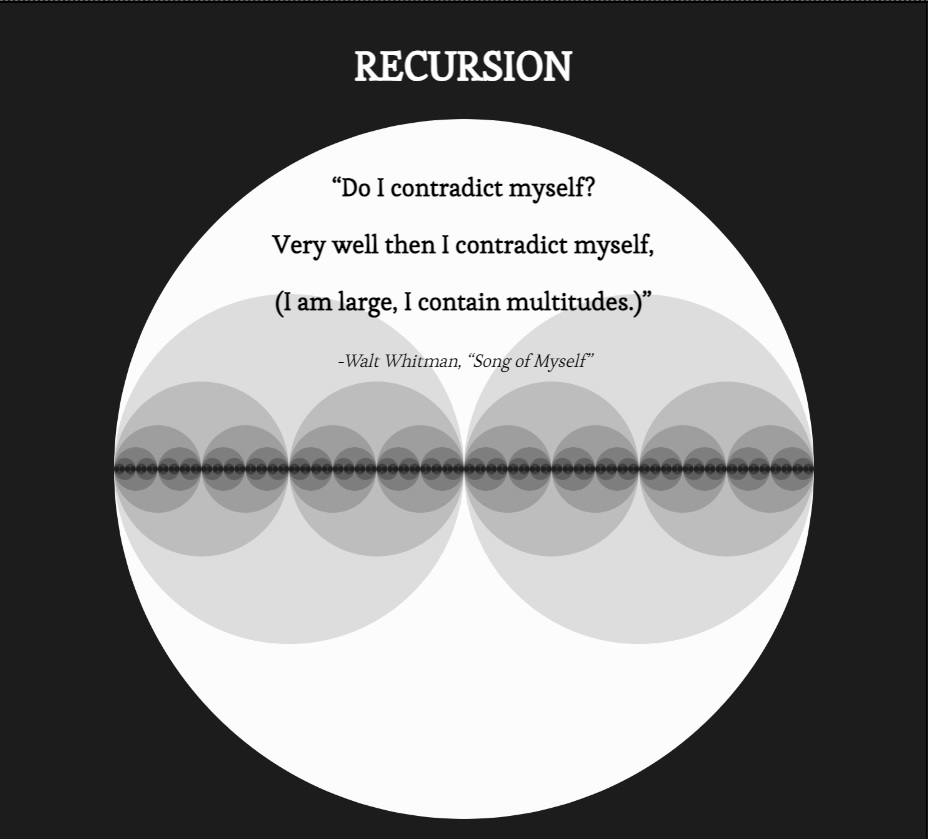 RECURSION
“Do I contradict myself?
Very well then I contradict myself,
(I am large, I contain multitudes.)”
-Walt Whitman, “Song of Myself”